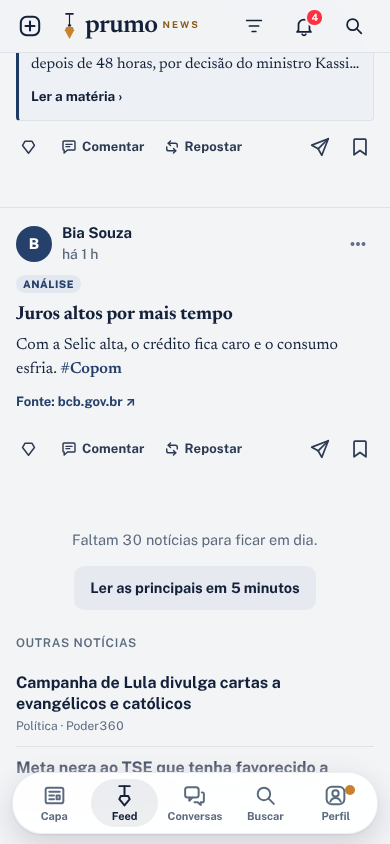 prumo NEWS
4
depois de 48 horas, por decisão do ministro Kassi...
Ler a matéria ›
Comentar Repostar
B
Bia Souza
há 1 h
ANÁLISE
Juros altos por mais tempo
Com a Selic alta, o crédito fica caro e o consumo
esfria. #Copom
Fonte: bcb.gov.br ↗
Comentar Repostar
Faltam 30 notícias para ficar em dia.
Ler as principais em 5 minutos
OUTRAS NOTÍCIAS
Campanha de Lula divulga cartas a
evangélicos e católicos
Política · Poder360
Meta nega ao TSE que tenha favorecido a
Capa Feed Conversas Buscar Perfil